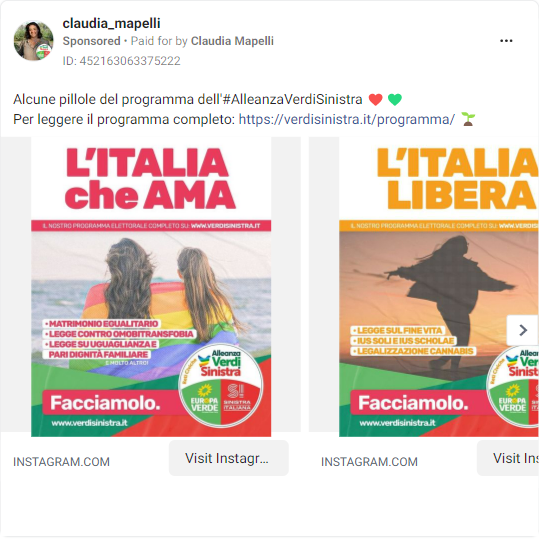 claudia_mapelli
Sponsored • Paid for by Claudia Mapelli
ID: 452163063375222
Alcune pillole del programma dell'#AlleanzaVerdiSinistra ❤️ 💚
Per leggere il programma completo: https://verdisinistra.it/programma/ 🌱
L'ITALIA
che AMA
IL NOSTRO PROGRAMMA ELETTORALE COMPLETO SU WWW.VERDISINISTRA.IT
• MATRIMONIO EGUALITARIO
• LEGGE CONTRO OMOBITRANSFOBIA
• LEGGE SU UGUAGLIANZA E
PARI DIGNITÀ FAMILIARE
E MOLTO ALTRO!
Alleanza
Verdi
Sinistra
EUROPA
VERDE
S!
SINISTRA
ITALIANA
Facciamolo.
www.verdisinistra.it
INSTAGRAM.COM
Visit Instagr...
L'ITALIA
LIBERA
IL NOSTRO PROGRAMMA ELETTORALE COMPLETO SU WWW.VERDISI
• LEGGE SUL FINE VITA
• IUS SOLI E IUS SCHOLAE
• LEGALIZZAZIONE CANNABIS
Alleanza
Verdi
Sinist
EUROPA
VERDE
Facciamolo.
www.verdisinistra.it
INSTAGRAM.COM
Visit Ins